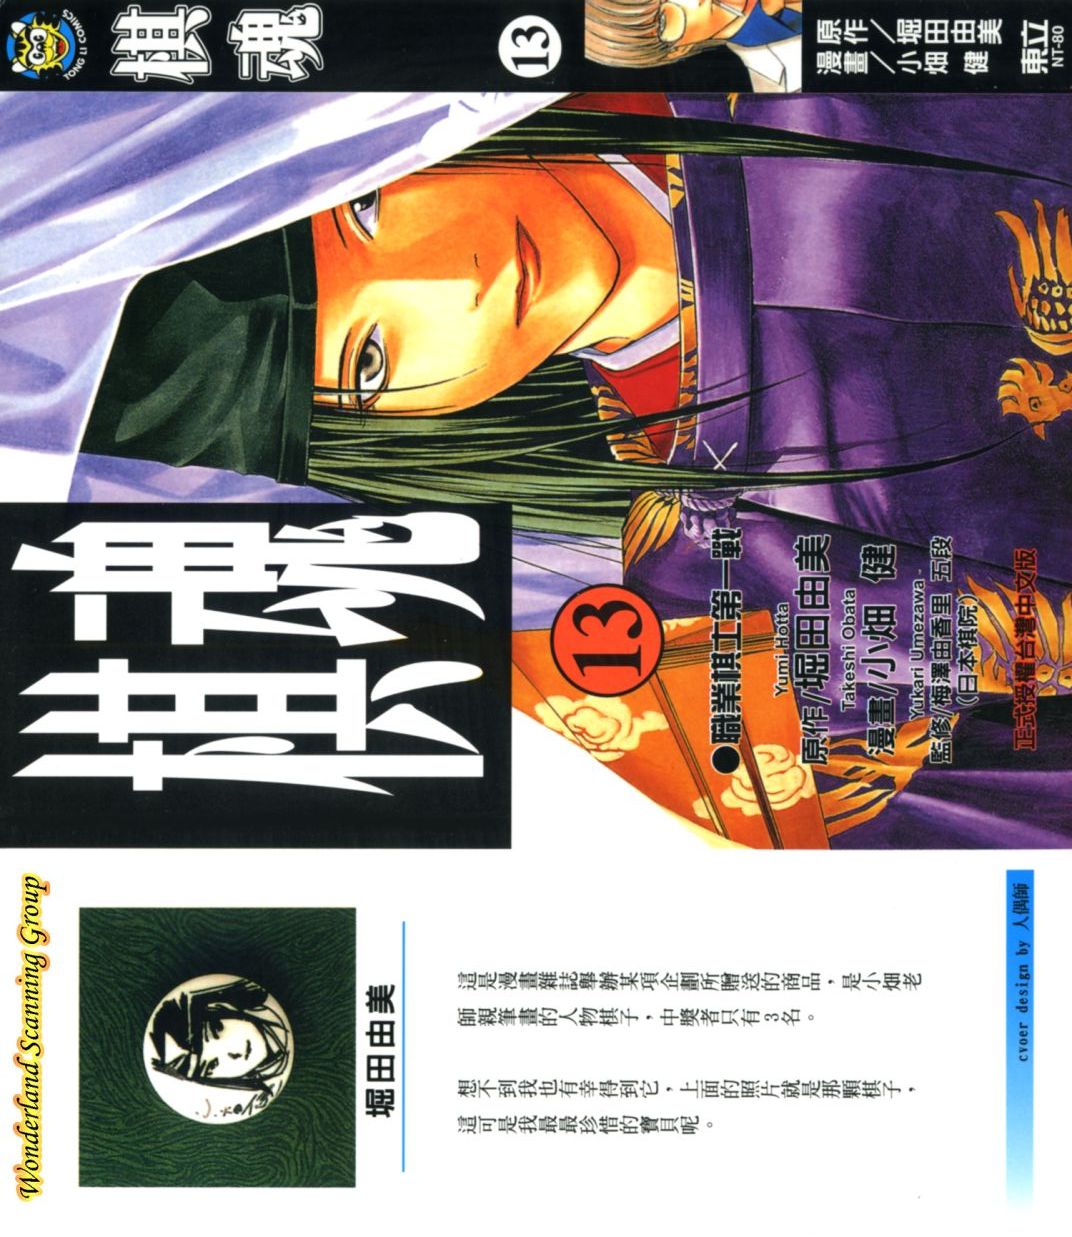 TONG LI COMICS
棋魂
13
原作／堀田由美
漫畫／小畑 健
東立
NT-80
棋魂
13
●職業棋士第一戰
Yumi Hotta
原作/堀田由美
Takeshi Obata
漫畫/小畑 健
Yukari Umezawa
監修/梅澤由香里 五段
（日本棋院）
正式授權台灣中文版
Wonderland Scanning Group
堀田由美
這是漫畫雜誌舉辦某項企劃所贈送的商品，是小畑老
師親筆畫的人物棋子，中獎者只有3名。
想不到我也有幸得到它，上面的照片就是那顆棋子，
這可是我最最珍惜的寶貝呢。
cvoer design by 人偶師